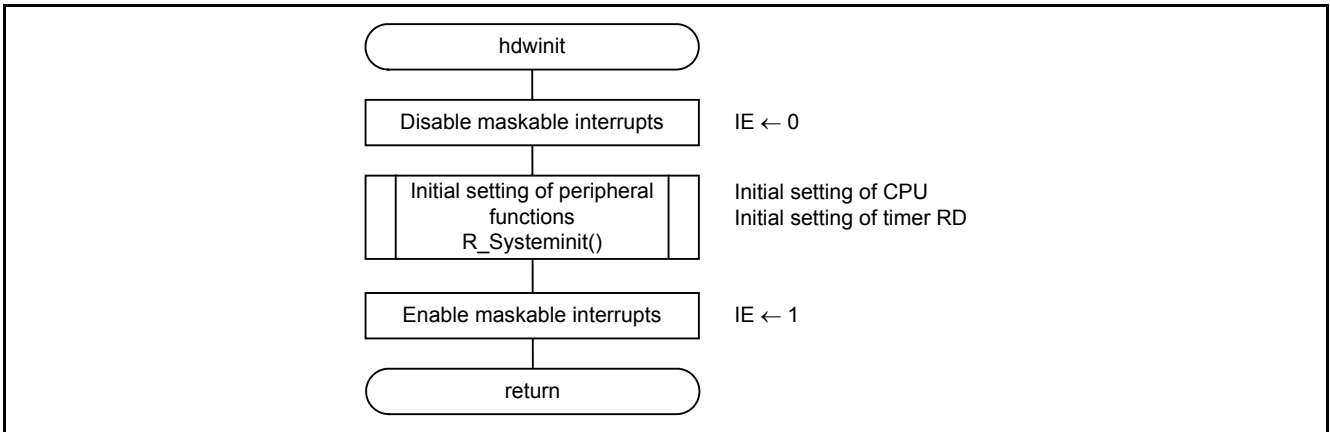 hdwinit
Disable maskable interrupts
IE ← 0
Initial setting of peripheral
functions
R_Systeminit()
Initial setting of CPU
Initial setting of timer RD
Enable maskable interrupts
IE ← 1
return